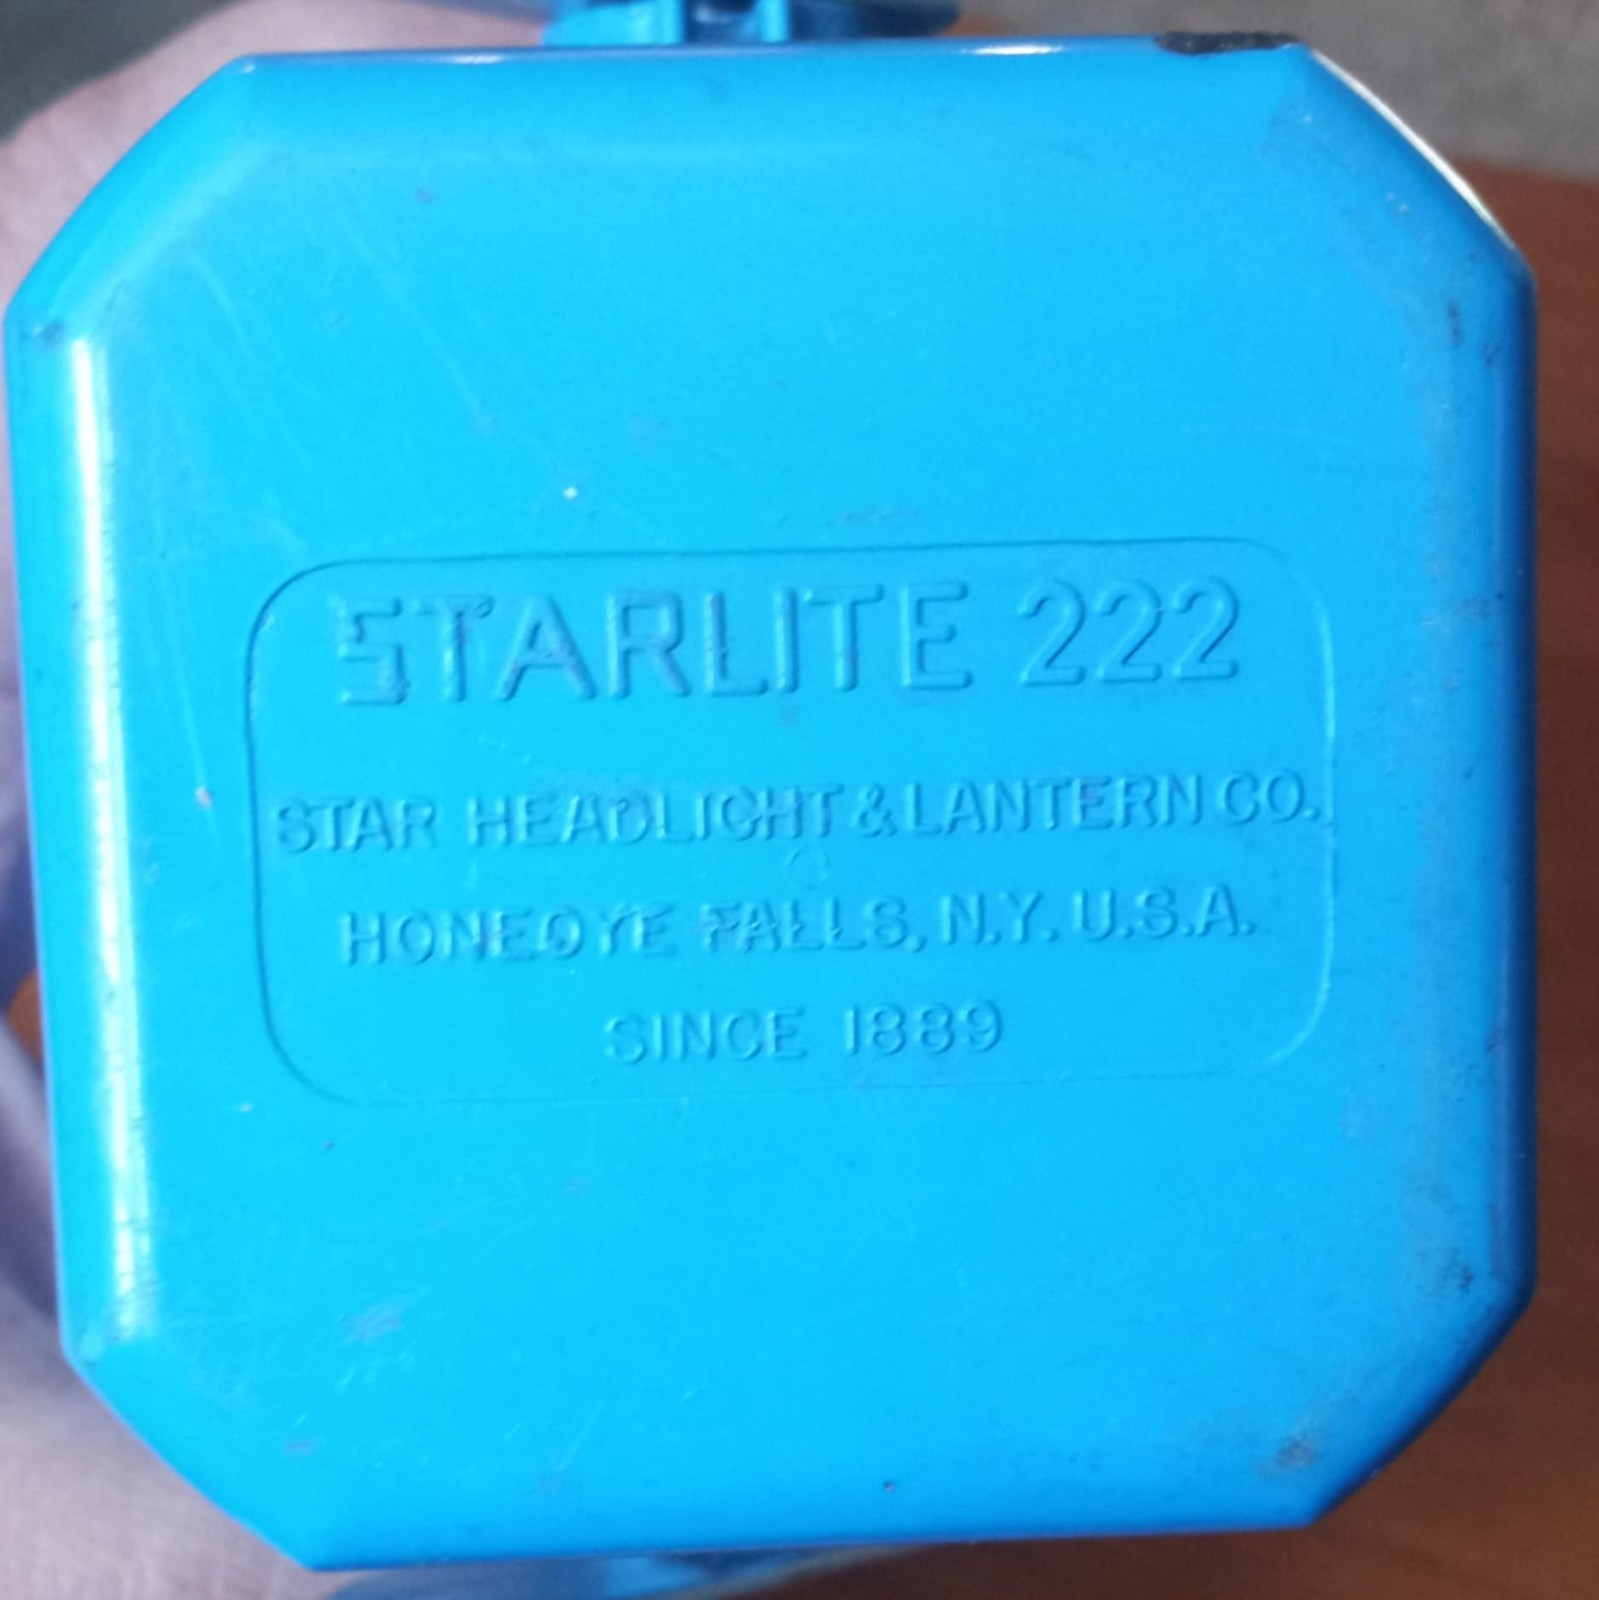 STARLITE 222
STAR HEADLIGHT & LANTERN CO.
HONEOYE FALLS, N.Y. U.S.A.
SINCE 1889